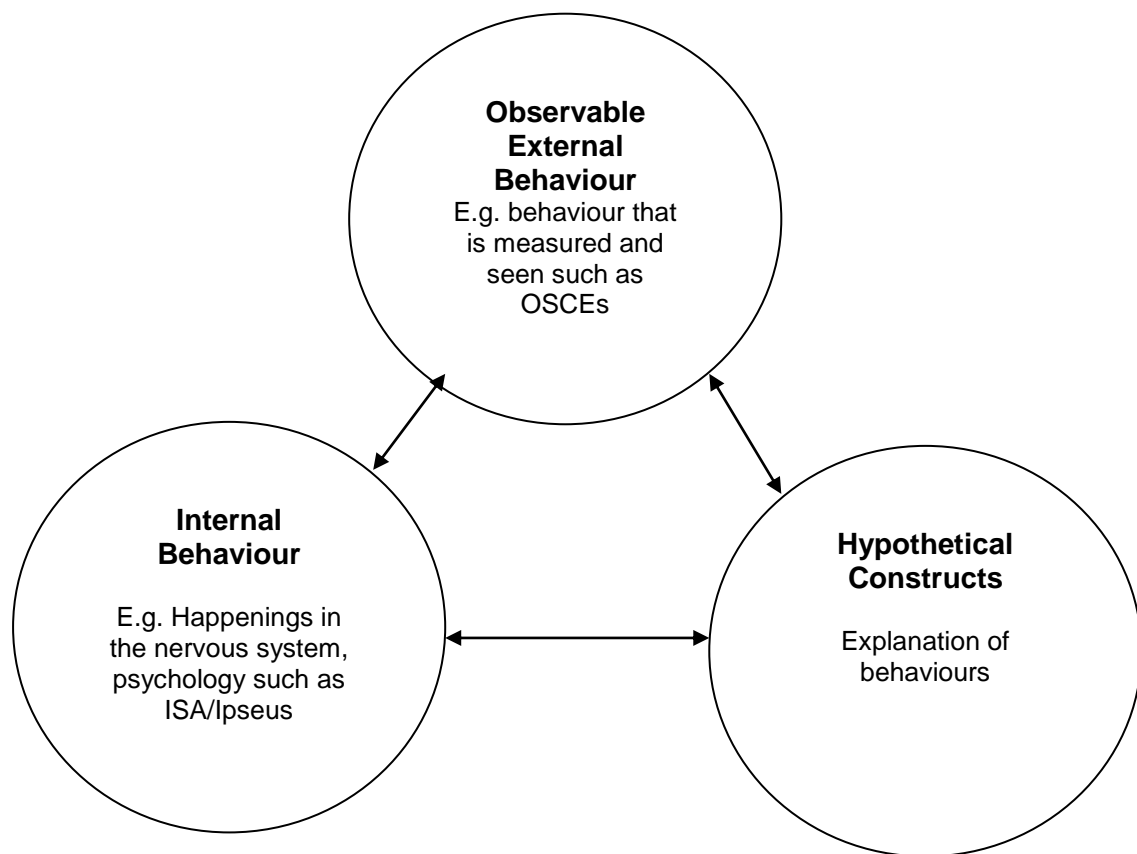 Observable
External
Behaviour
E.g. behaviour that
is measured and
seen such as
OSCEs
Internal
Behaviour
E.g. Happenings in
the nervous system,
psychology such as
ISA/Ipseus
Hypothetical
Constructs
Explanation of
behaviours